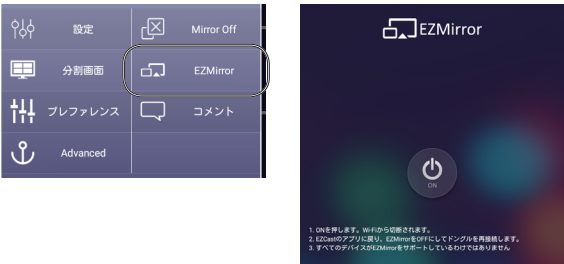 設定
Mirror Off
分割画面
EZMirror
プレファレンス
コメント
Advanced
EZMirror
ON
1. ONを押します。Wi-Fiから切断されます。
2. EZCastのアプリに戻り、EZMirrorをOFFにしてドングルを再接続します。
3. すべてのデバイスがEZMirrorをサポートしているわけではありません